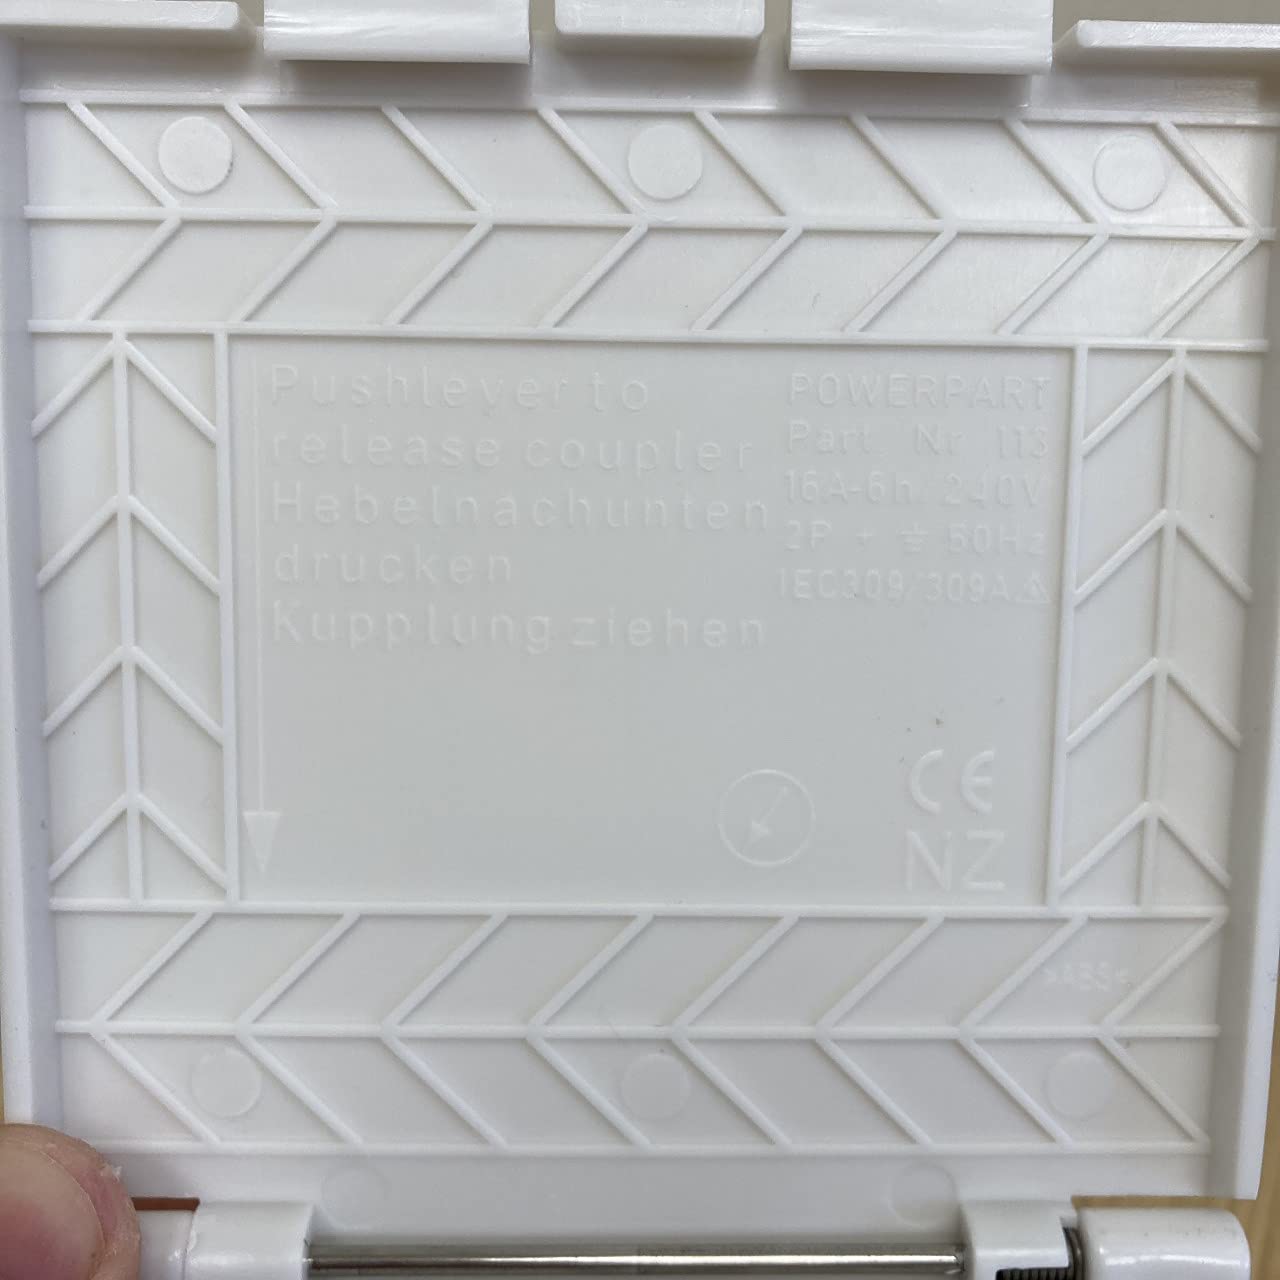 Pushlever to
release coupler
Hebelnachunten
drucken
Kupplungziehen
POWERPART
Part Nr 113
16A-6h/240V
2P + ⏚ 50Hz
IEC309/309A⚠
CE
NZ
>ABS<